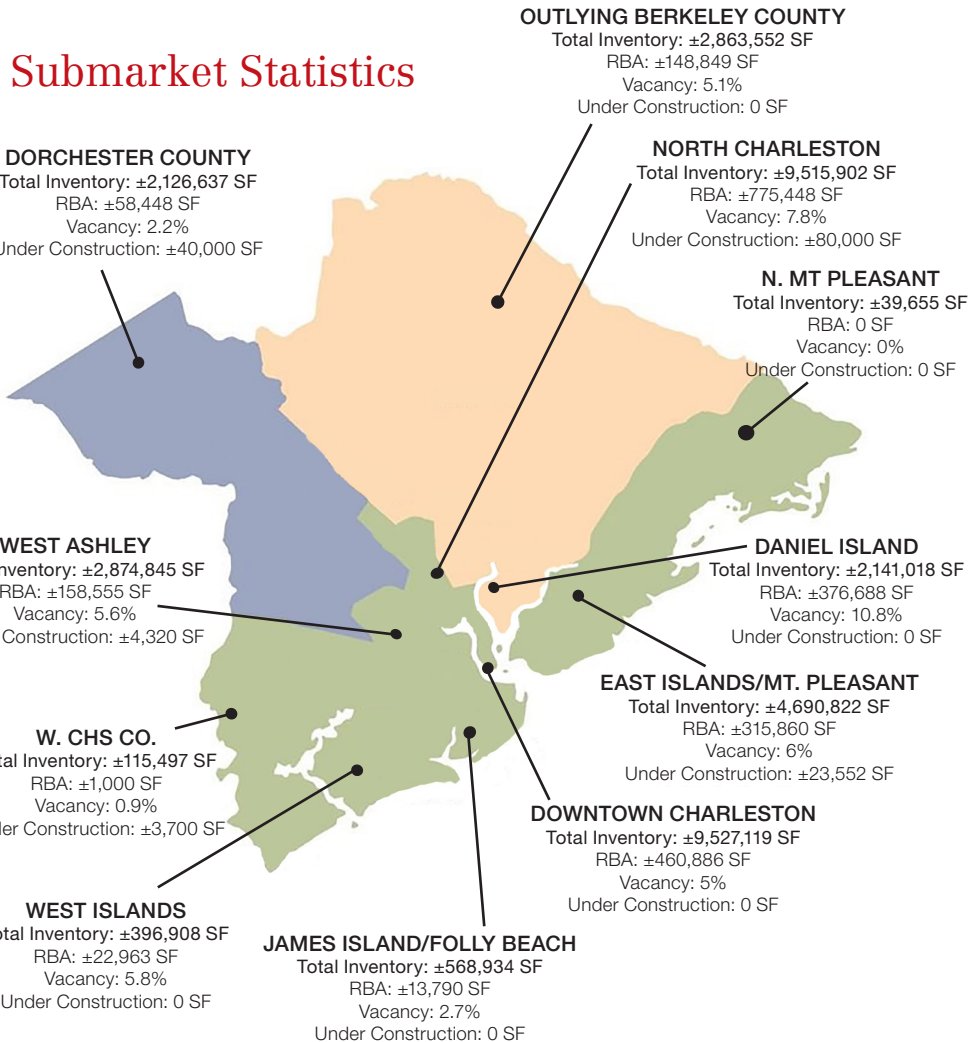 Submarket Statistics
OUTLYING BERKELEY COUNTY
Total Inventory: ±2,863,552 SF
RBA: ±148,849 SF
Vacancy: 5.1%
Under Construction: 0 SF
DORCHESTER COUNTY
Total Inventory: ±2,126,637 SF
RBA: ±58,448 SF
Vacancy: 2.2%
Under Construction: ±40,000 SF
NORTH CHARLESTON
Total Inventory: ±9,515,902 SF
RBA: ±775,448 SF
Vacancy: 7.8%
Under Construction: ±80,000 SF
N. MT PLEASANT
Total Inventory: ±39,655 SF
RBA: 0 SF
Vacancy: 0%
Under Construction: 0 SF
WEST ASHLEY
nventory: ±2,874,845 SF
RBA: ±158,555 SF
Vacancy: 5.6%
Construction: ±4,320 SF
DANIEL ISLAND
Total Inventory: ±2,141,018 SF
RBA: ±376,688 SF
Vacancy: 10.8%
Under Construction: 0 SF
EAST ISLANDS/MT. PLEASANT
Total Inventory: ±4,690,822 SF
RBA: ±315,860 SF
Vacancy: 6%
Under Construction: ±23,552 SF
W. CHS CO.
tal Inventory: ±115,497 SF
RBA: ±1,000 SF
Vacancy: 0.9%
der Construction: ±3,700 SF
DOWNTOWN CHARLESTON
Total Inventory: ±9,527,119 SF
RBA: ±460,886 SF
Vacancy: 5%
Under Construction: 0 SF
WEST ISLANDS
otal Inventory: ±396,908 SF
RBA: ±22,963 SF
Vacancy: 5.8%
Under Construction: 0 SF
JAMES ISLAND/FOLLY BEACH
Total Inventory: ±568,934 SF
RBA: ±13,790 SF
Vacancy: 2.7%
Under Construction: 0 SF